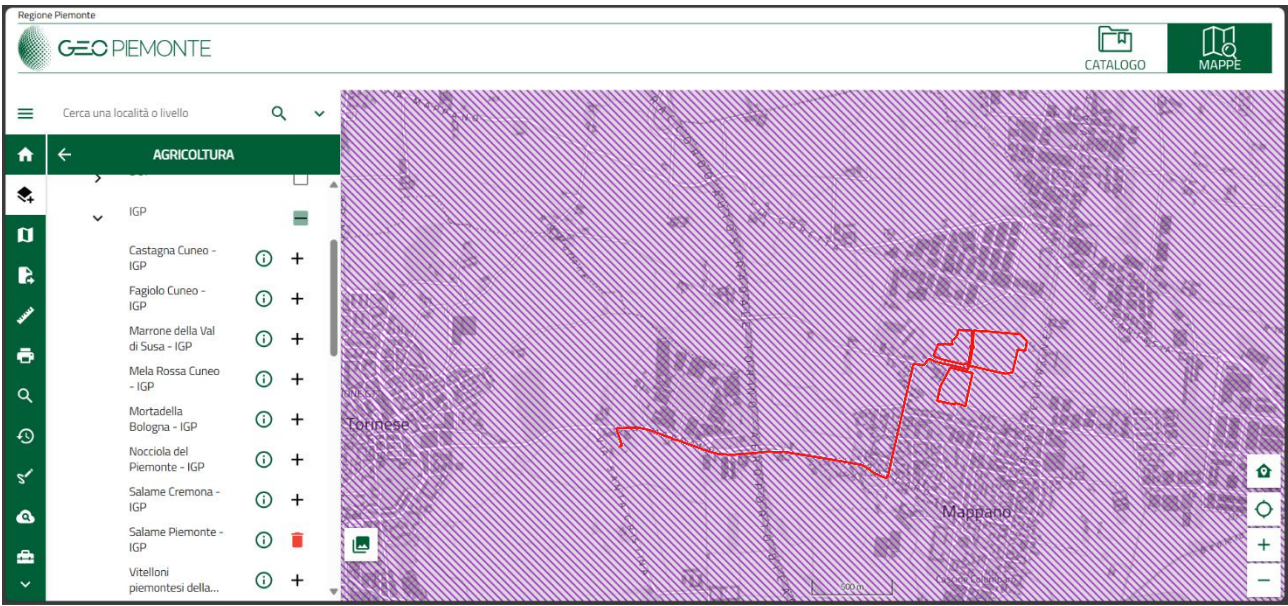 Regione Piemonte
GEO PIEMONTE
CATALOGO
MAPPE
Cerca una località o livello
AGRICOLTURA
IGP
Castagna Cuneo -
IGP
Fagiolo Cuneo -
IGP
Marrone della Val
di Susa - IGP
Mela Rossa Cuneo
- IGP
Mortadella
Bologna - IGP
Nocciola del
Piemonte - IGP
Salame Cremona -
IGP
Salame Piemonte -
IGP
Vitelloni
piemontesi della...
Torinese
Mappano
500 m